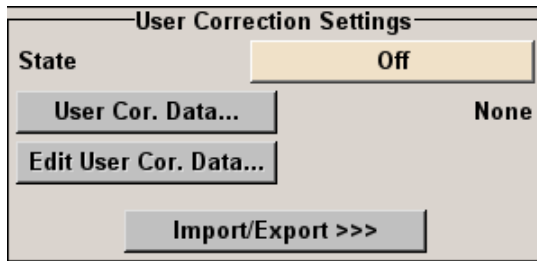 User Correction Settings
State Off
User Cor. Data... None
Edit User Cor. Data...
Import/Export >>>